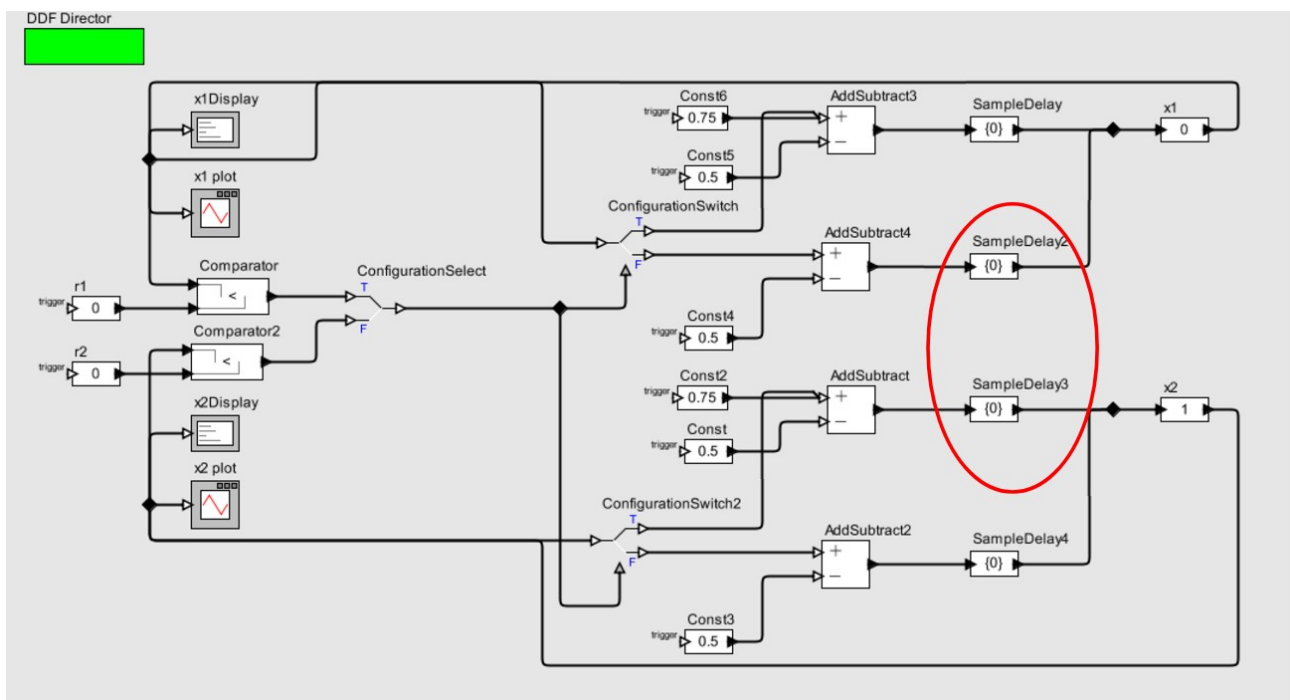 DDF Director
x1Display
Const6
trigger 0.75
AddSubtract3
+
−
SampleDelay
{0}
x1
0
Const5
trigger 0.5
x1 plot
ConfigurationSwitch
T
F
AddSubtract4
+
−
SampleDelay2
{0}
Comparator
<
ConfigurationSelect
T
F
r1
trigger 0
Const4
trigger 0.5
Comparator2
<
r2
trigger 0
Const2
trigger 0.75
AddSubtract
+
−
SampleDelay3
{0}
x2
1
x2Display
Const
trigger 0.5
x2 plot
ConfigurationSwitch2
T
F
AddSubtract2
+
−
SampleDelay4
{0}
Const3
trigger 0.5